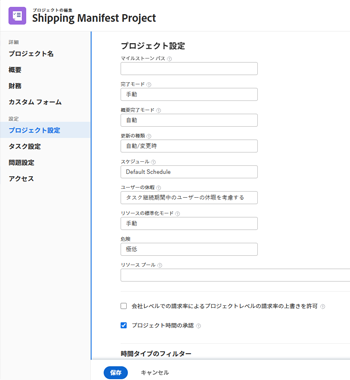 プロジェクトの編集
Shipping Manifest Project
詳細
プロジェクト名
概要
財務
カスタム フォーム
設定
プロジェクト設定
タスク設定
問題設定
アクセス
プロジェクト設定
マイルストーン パス
完了モード
手動
概要完了モード
自動
更新の種類
自動/変更時
スケジュール
Default Schedule
ユーザーの休暇
タスク継続期間中のユーザーの休暇を考慮する
リソースの標準化モード
手動
危険
極低
リソース プール
会社レベルでの請求率によるプロジェクトレベルの請求率の上書きを許可
プロジェクト時間の承認
時間タイプのフィルター
保存
キャンセル